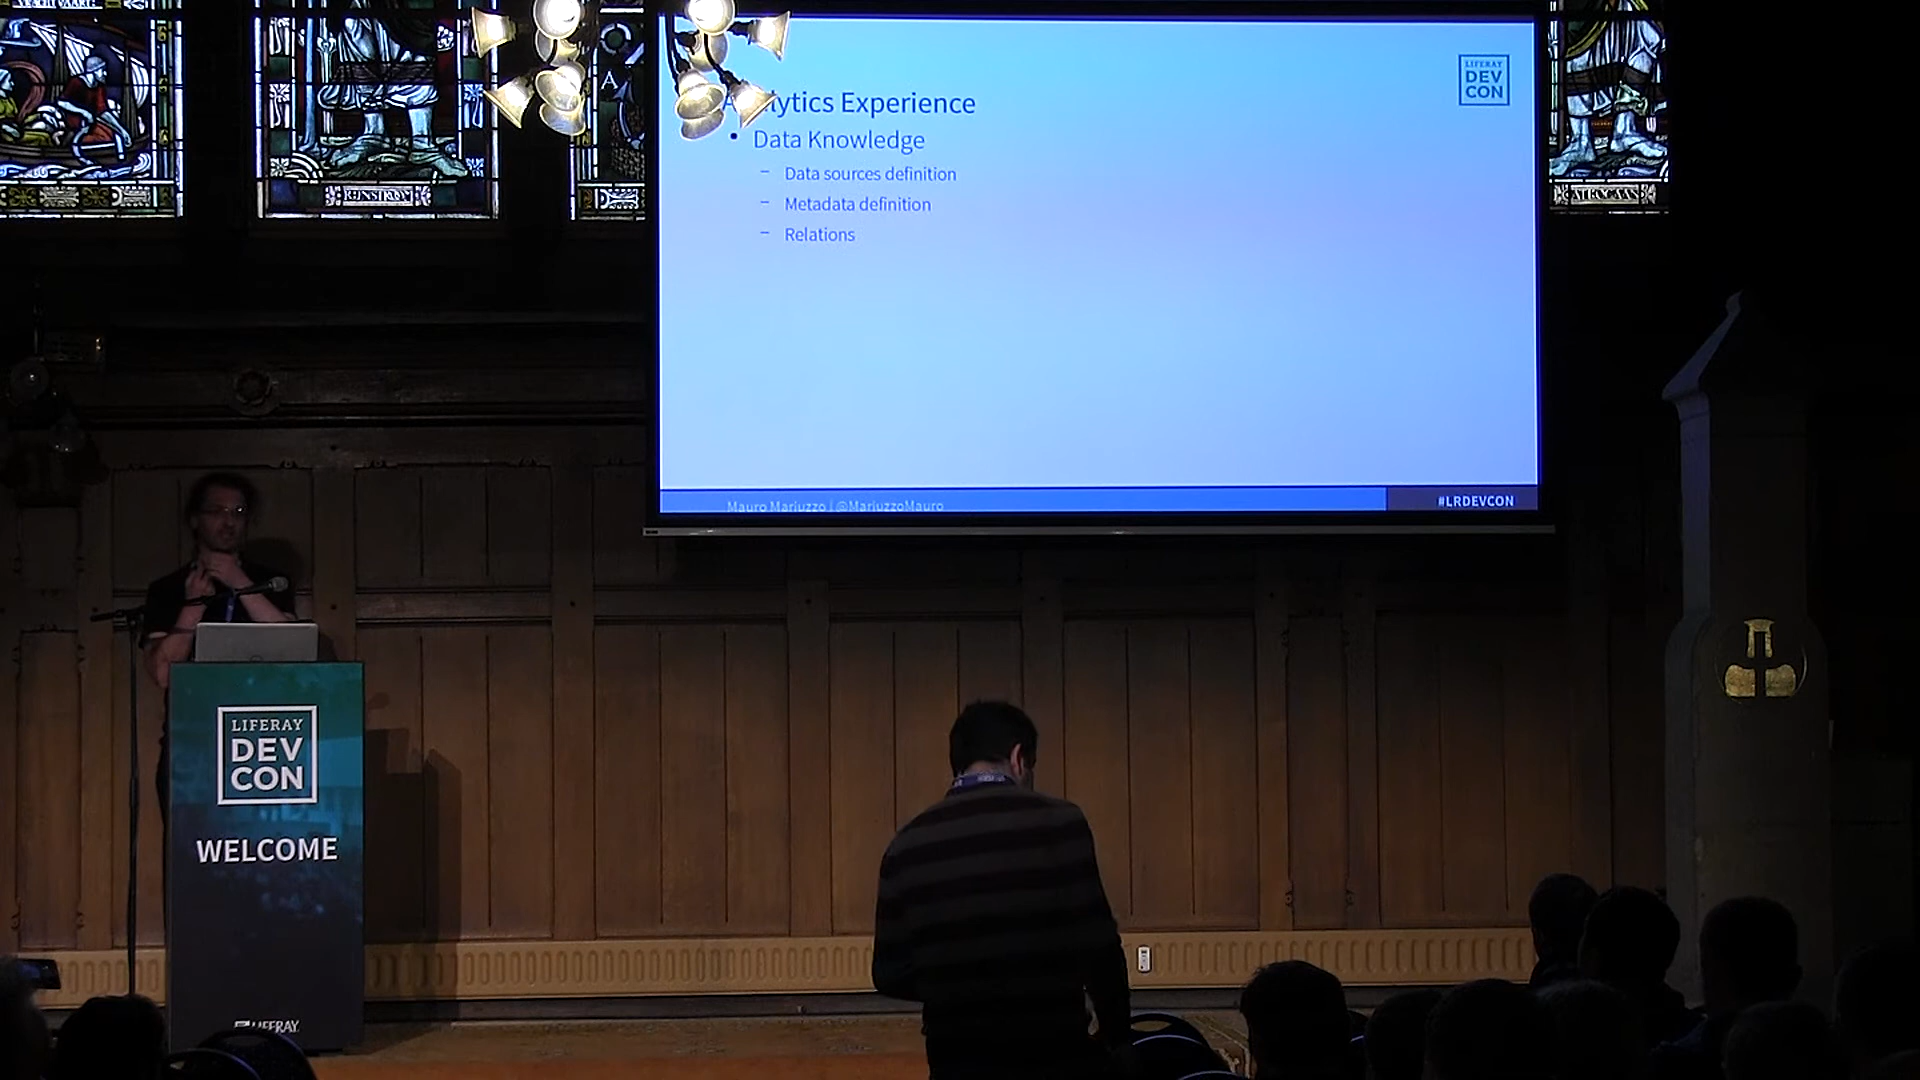 Analytics Experience
• Data Knowledge
– Data sources definition
– Metadata definition
– Relations
LIFERAY
DEV
CON
Mauro Mariuzzo | @MariuzzoMauro
#LRDEVCON
LIFERAY
DEV
CON
WELCOME
LIFERAY